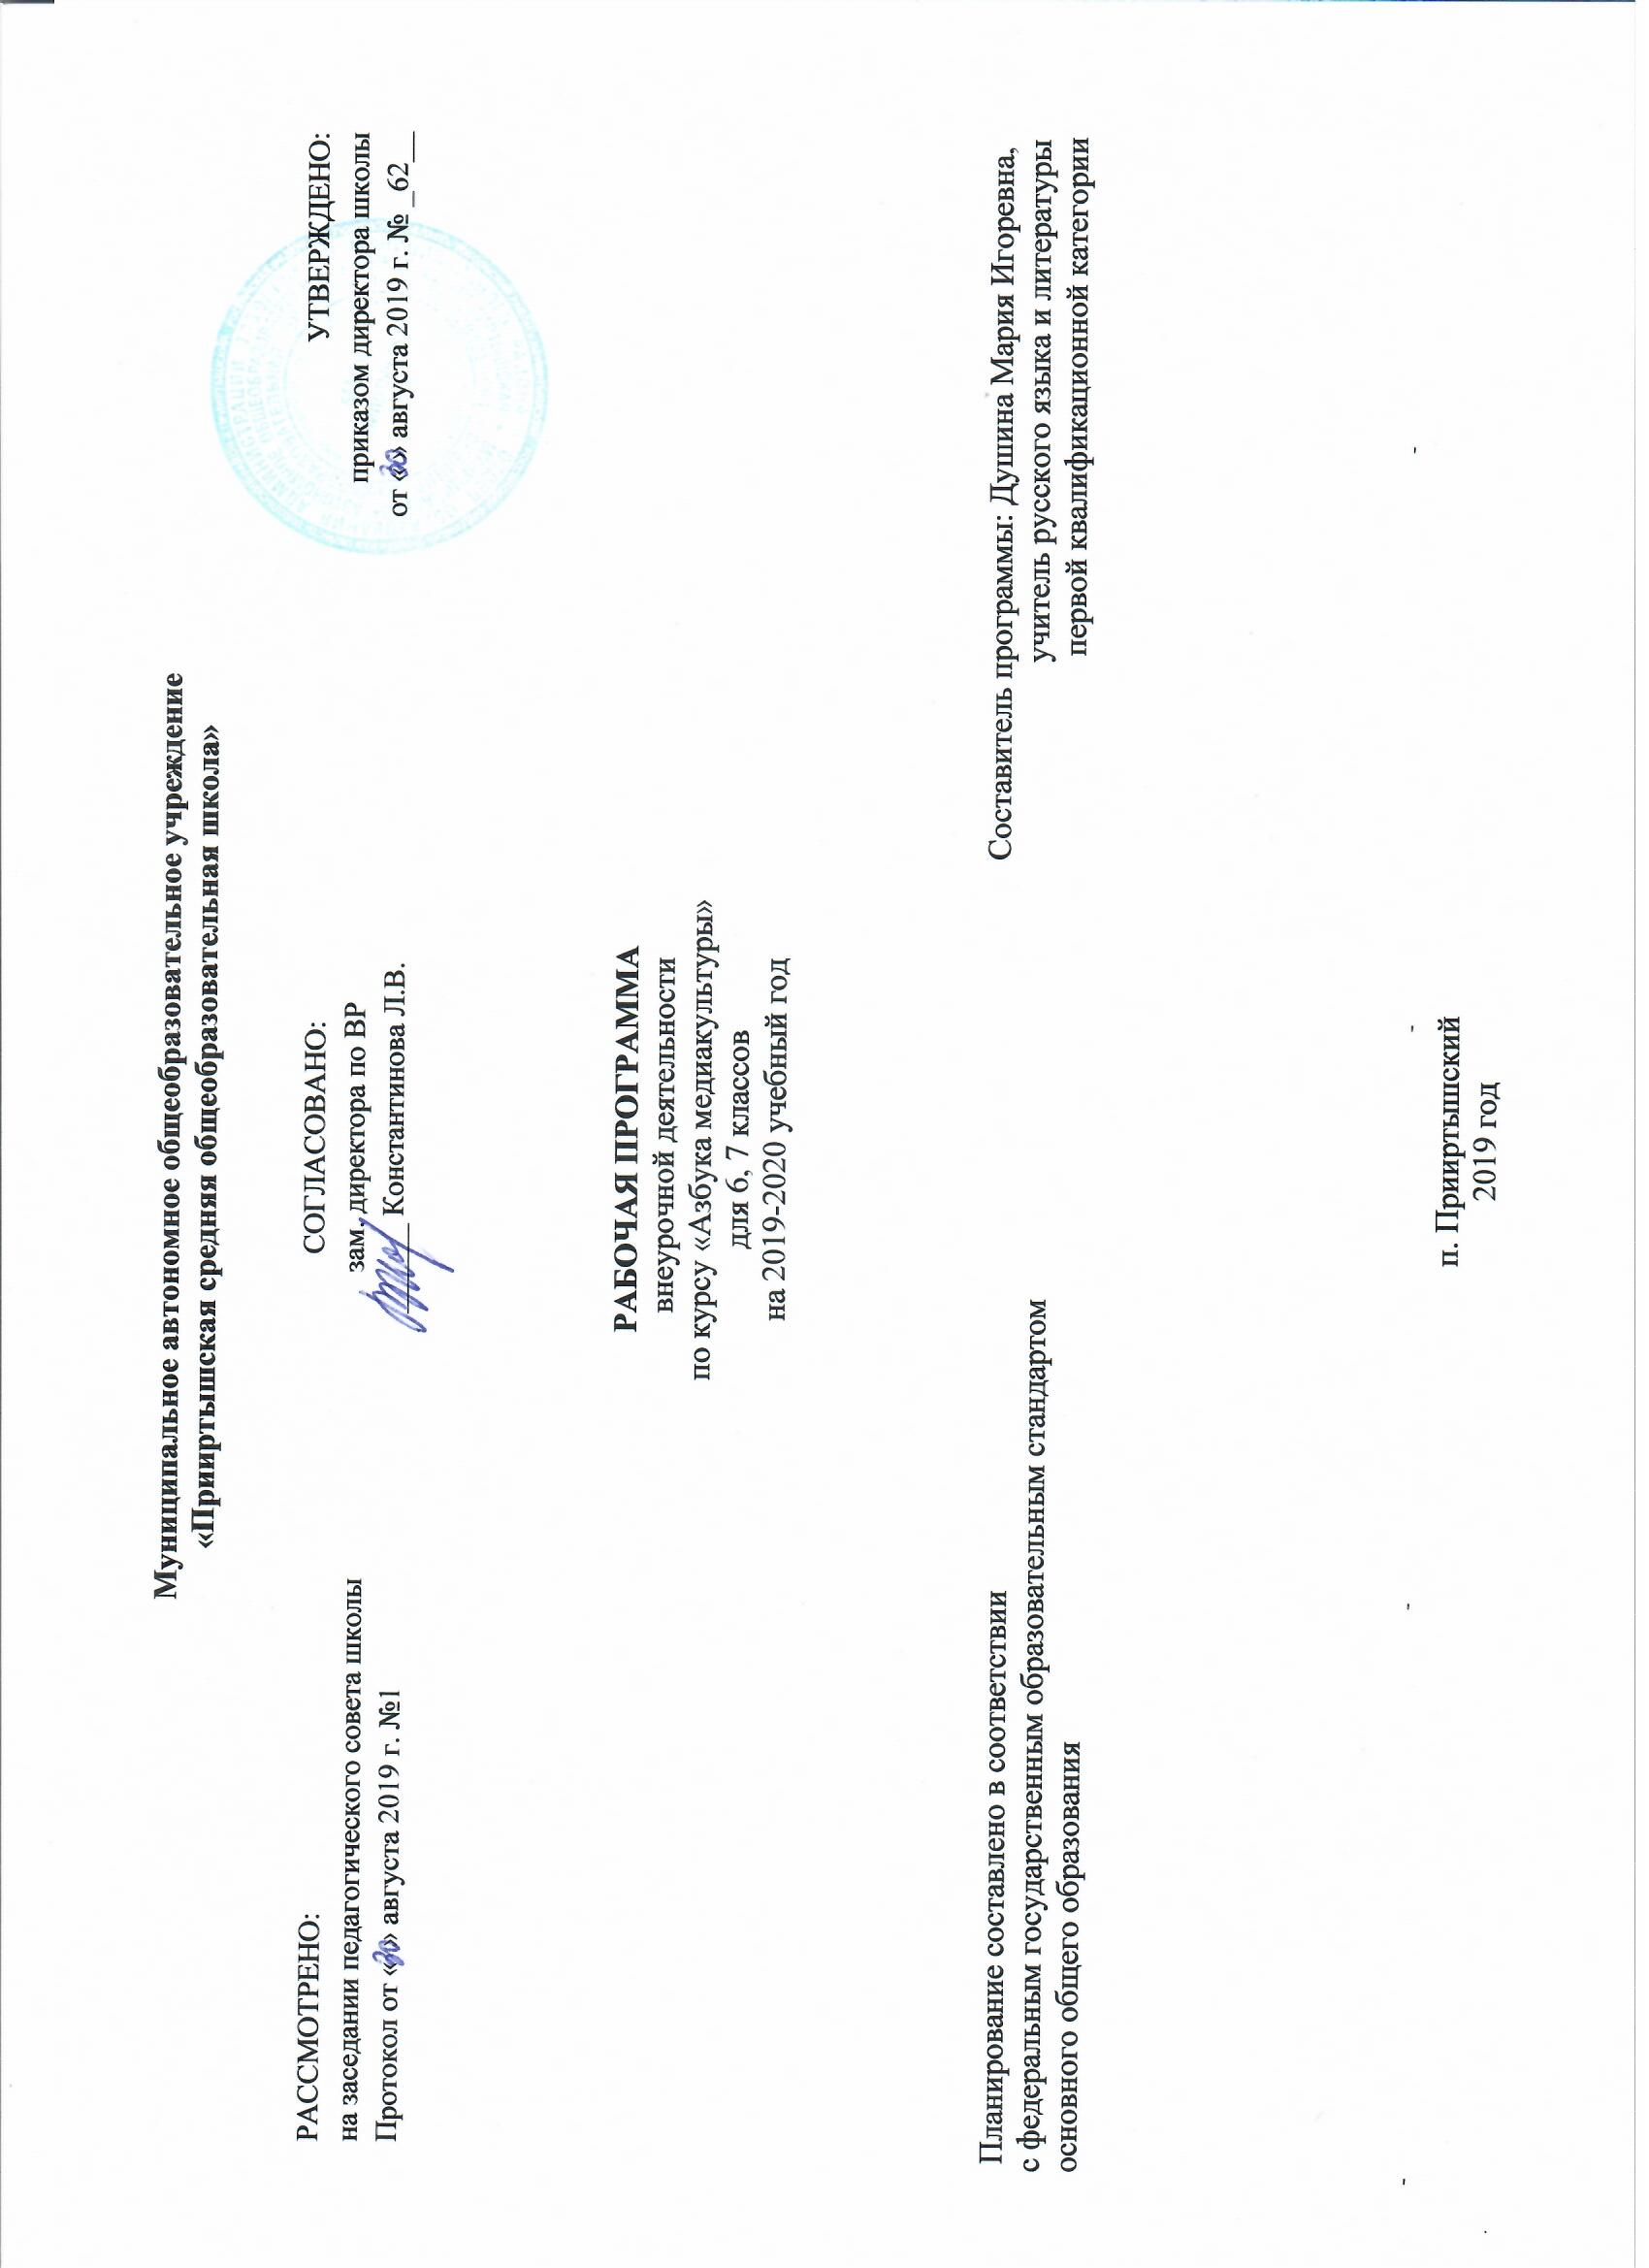 Муниципальное автономное общеобразовательное учреждение
«Прииртышская средняя общеобразовательная школа»
РАССМОТРЕНО:
на заседании педагогического совета школы
Протокол от «30» августа 2019 г. №1
СОГЛАСОВАНО:
зам. директора по ВР
Константинова Л.В.
УТВЕРЖДЕНО:
приказом директора школы
от «30» августа 2019 г. № _62__
РАБОЧАЯ ПРОГРАММА
внеурочной деятельности
по курсу «Азбука медиакультуры»
для 6, 7 классов
на 2019-2020 учебный год
Планирование составлено в соответствии
с федеральным государственным образовательным стандартом
основного общего образования
Составитель программы: Душина Мария Игоревна,
учитель русского языка и литературы
первой квалификационной категории
п. Прииртышский
2019 год